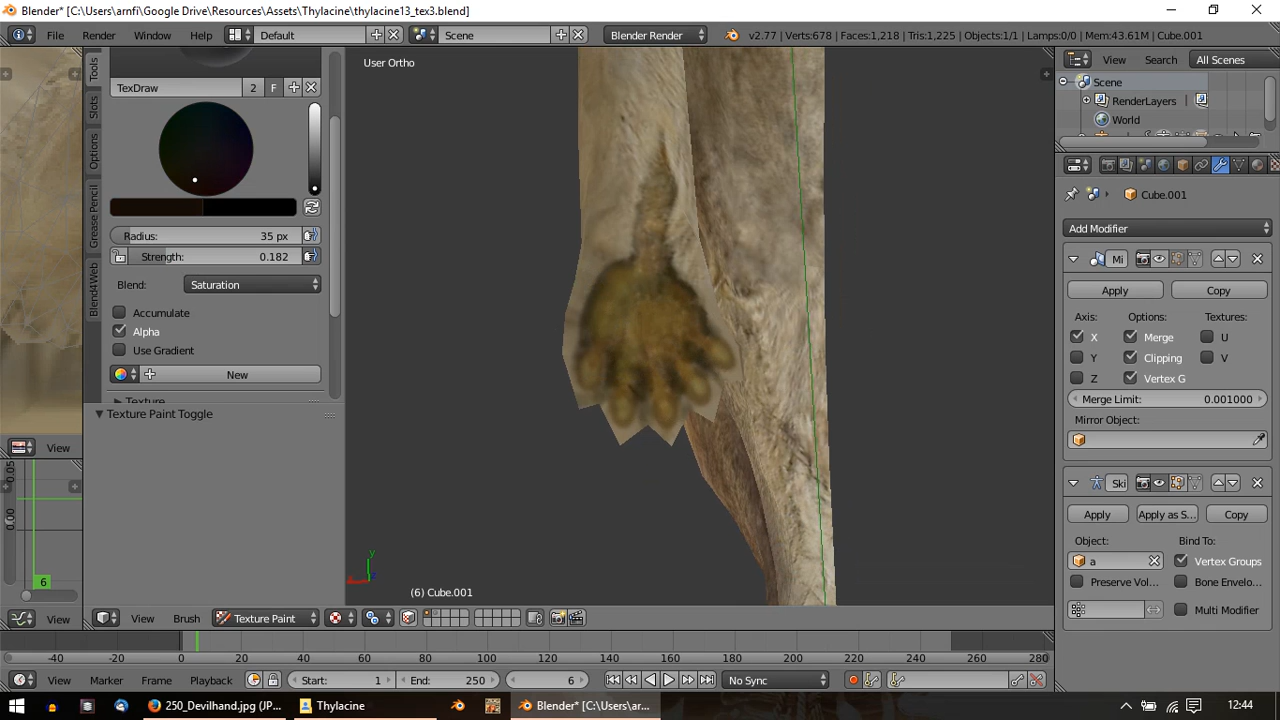 Blender* [C:\Users\arnfi\Google Drive\Resources\Assets\Thylacine\thylacine13_tex3.blend]
File Render Window Help Default Scene Blender Render v2.77 | Verts:678 | Faces:1,218 | Tris:1,225 | Objects:1/1 | Lamps:0/0 | Mem:43.61M | Cube.001
View Search All Scenes
Scene
RenderLayers
World
Tools
Slots
Options
Grease Pencil
Blend4Web
TexDraw 2 F
Radius: 35 px
Strength: 0.182
Blend: Saturation
Accumulate
Alpha
Use Gradient
New
Texture
Texture Paint Toggle
View
0.05
0.00
6
View
User Ortho
y
(6) Cube.001
View Brush Texture Paint
Cube.001
Add Modifier
Mi
Apply Copy
Axis: Options: Textures:
X Merge U
Y Clipping V
Z Vertex G
Merge Limit: 0.001000
Mirror Object:
Ski
Apply Apply as S... Copy
Object: Bind To:
a Vertex Groups
Preserve Vol... Bone Envelo...
Multi Modifier
-40 -20 0 20 40 60 80 100 120 140 160 180 200 220 240 260 280
View Marker Frame Playback Start: 1 End: 250 6 No Sync
250_Devilhand.jpg (JP... Thylacine Blender* [C:\Users\ar... 12:44